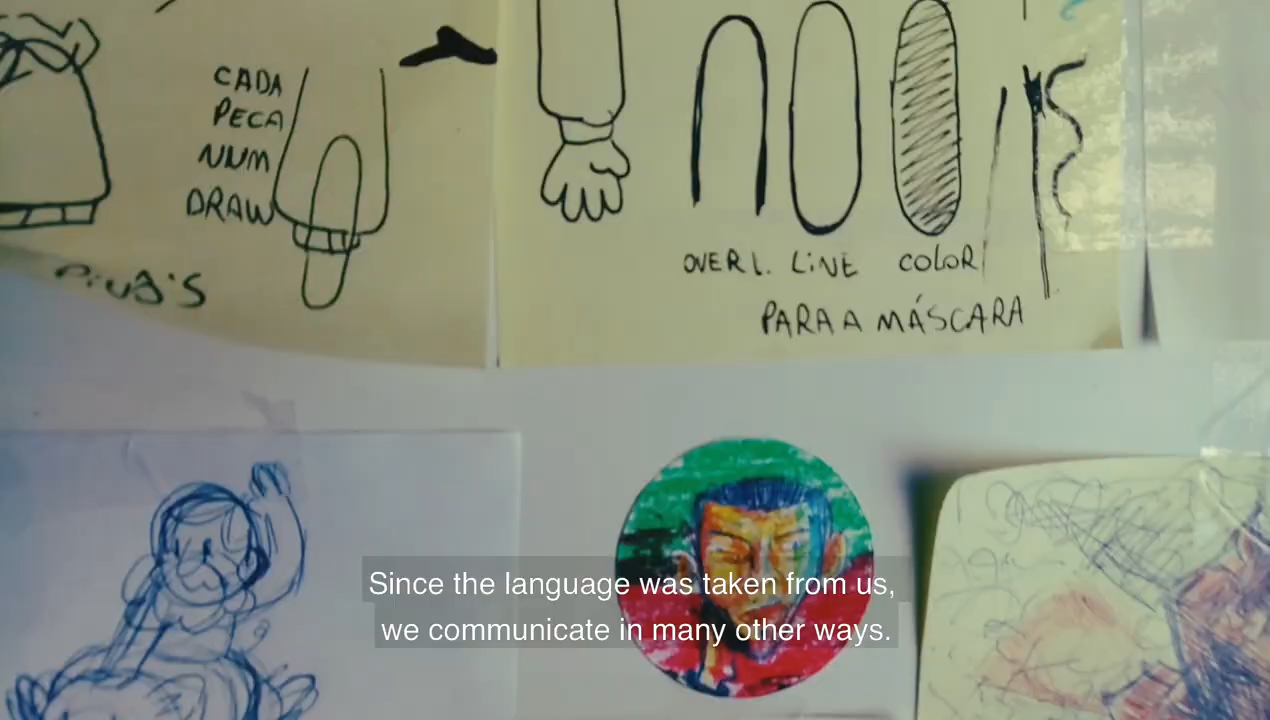 CADA
PECA
NUM
DRAW
OVERL. LINE COLOR
PARA A MÁSCARA
Since the language was taken from us,
we communicate in many other ways.